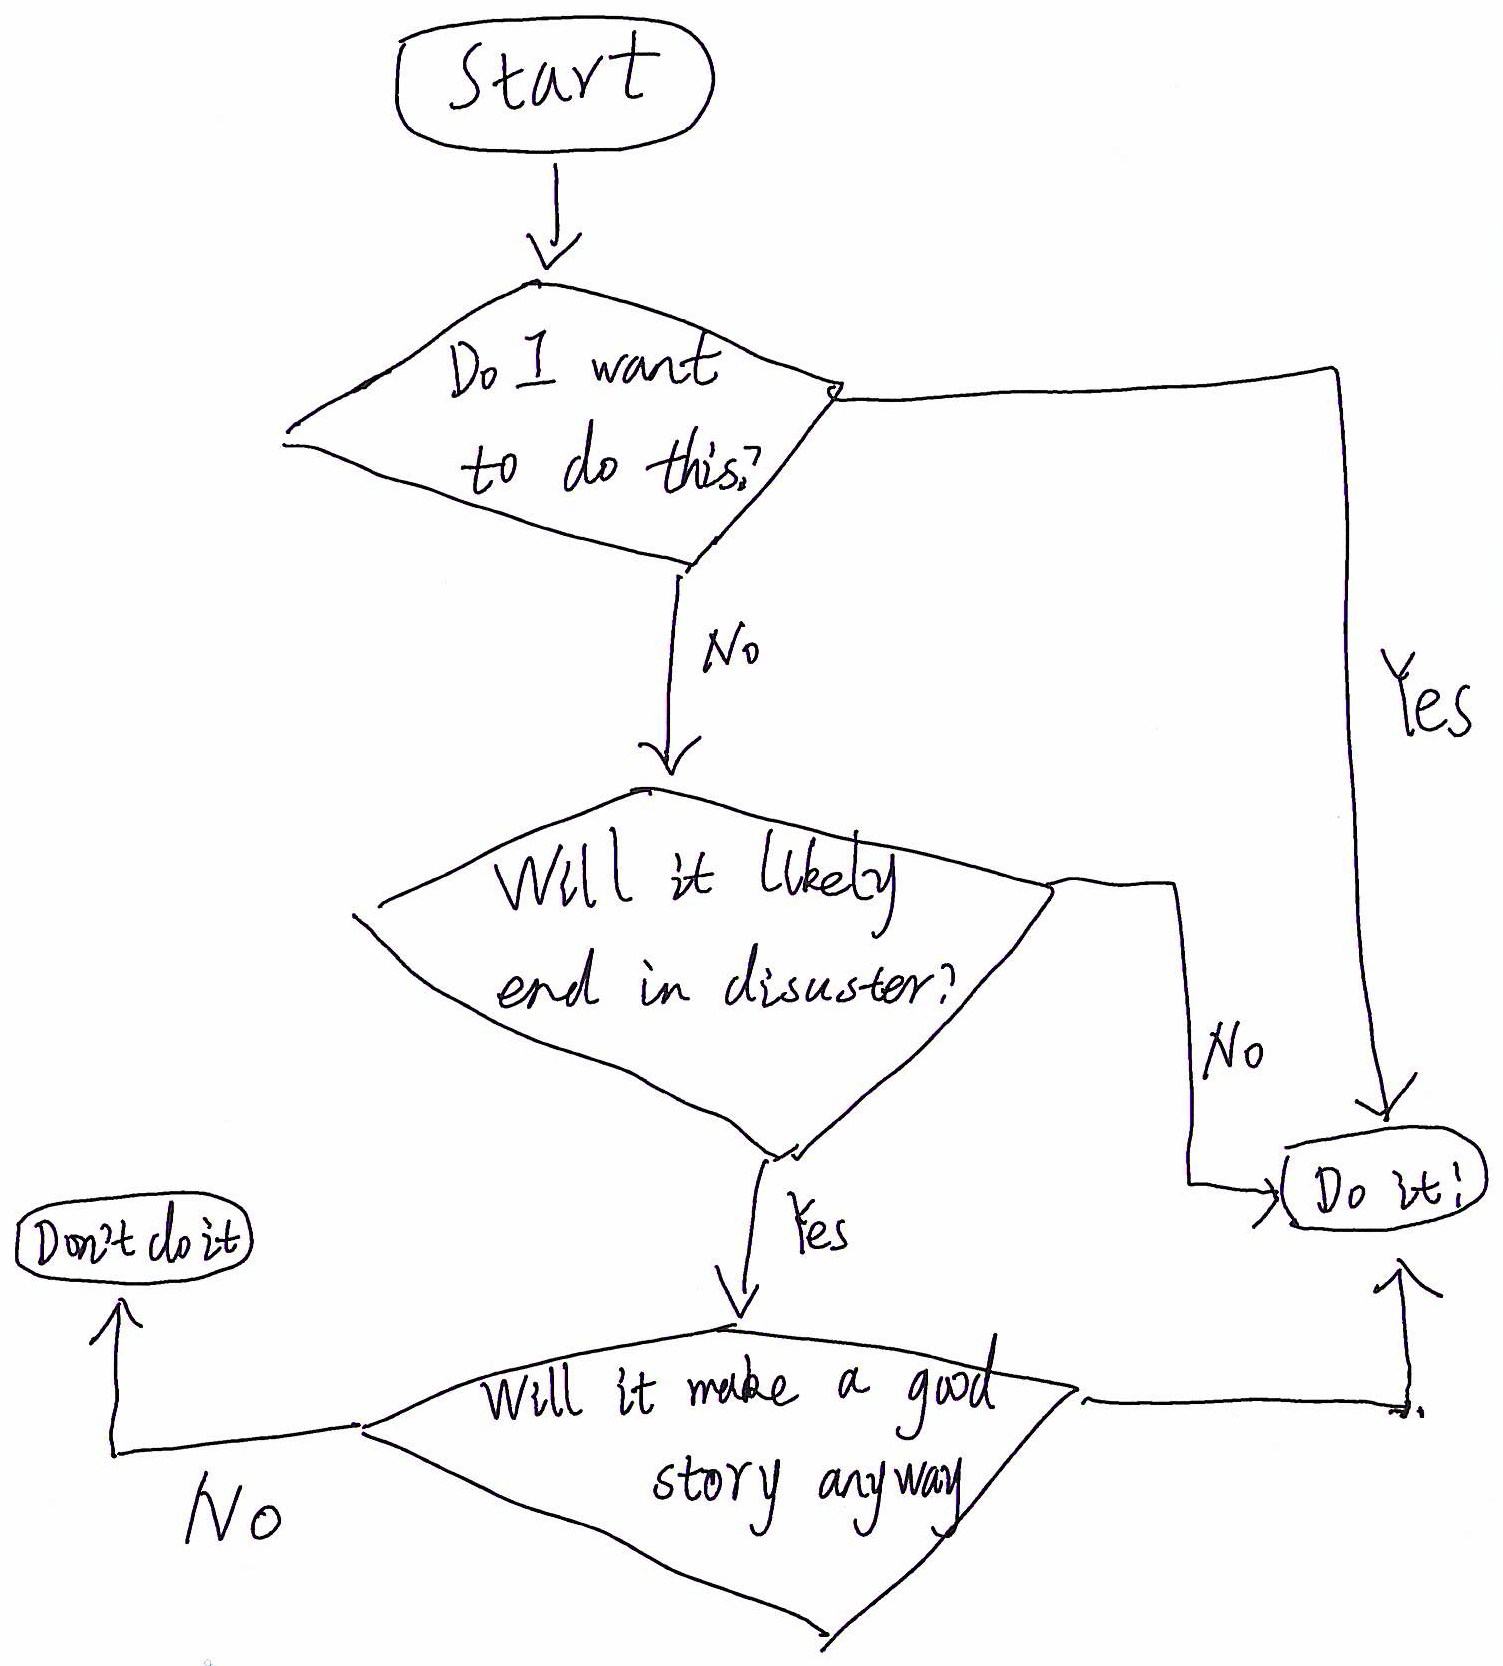 Start
Do I want
to do this?
No
Yes
Will it likely
end in disuster?
No
Yes
Do it!
Don't do it
Will it make a good
story anyway
No